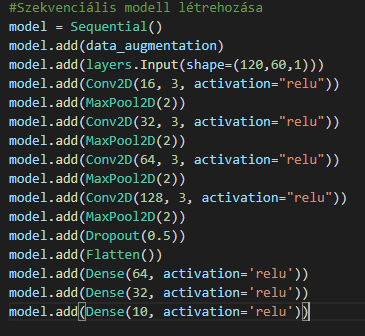 #Szekvenciális modell létrehozása
model = Sequential()
model.add(data_augmentation)
model.add(layers.Input(shape=(120,60,1)))
model.add(Conv2D(16, 3, activation="relu"))
model.add(MaxPool2D(2))
model.add(Conv2D(32, 3, activation="relu"))
model.add(MaxPool2D(2))
model.add(Conv2D(64, 3, activation="relu"))
model.add(MaxPool2D(2))
model.add(Conv2D(128, 3, activation="relu"))
model.add(MaxPool2D(2))
model.add(Dropout(0.5))
model.add(Flatten())
model.add(Dense(64, activation='relu'))
model.add(Dense(32, activation='relu'))
model.add(Dense(10, activation='relu'))